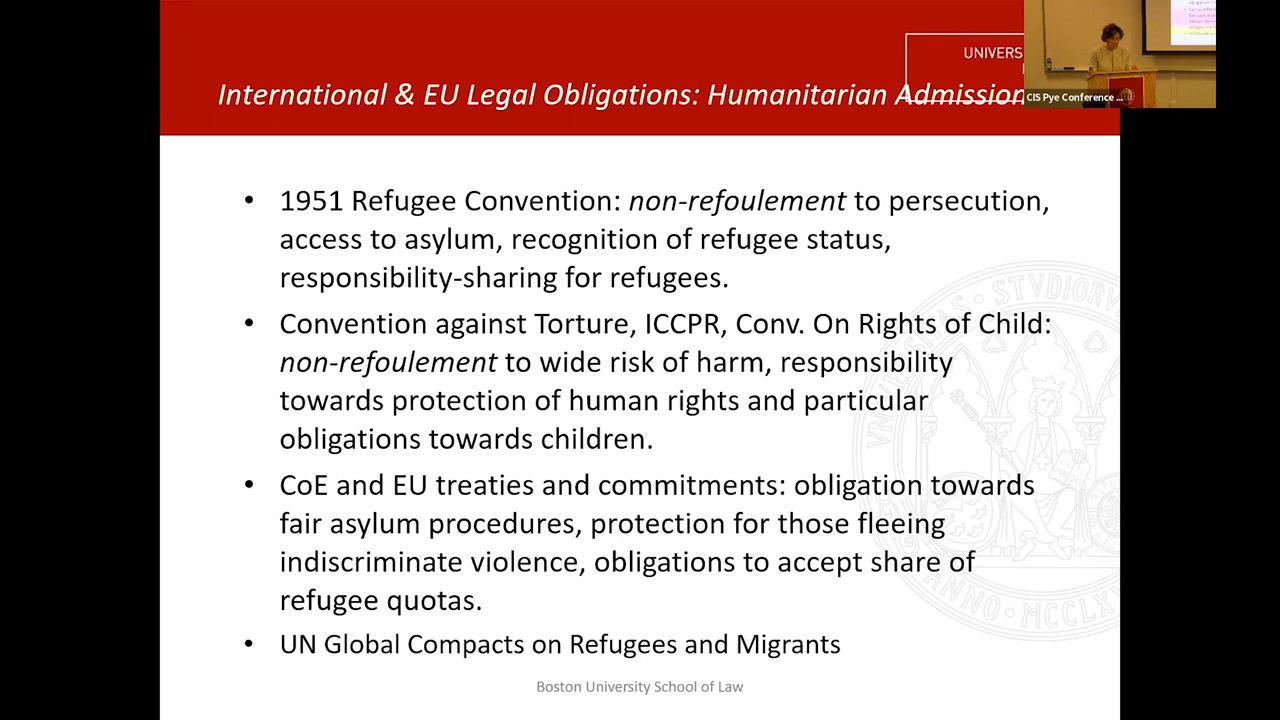 UNIVERS
International & EU Legal Obligations: Humanitarian Admission
CIS Pye Conference ...
• 1951 Refugee Convention: non-refoulement to persecution,
access to asylum, recognition of refugee status,
responsibility-sharing for refugees.
• Convention against Torture, ICCPR, Conv. On Rights of Child:
non-refoulement to wide risk of harm, responsibility
towards protection of human rights and particular
obligations towards children.
• CoE and EU treaties and commitments: obligation towards
fair asylum procedures, protection for those fleeing
indiscriminate violence, obligations to accept share of
refugee quotas.
• UN Global Compacts on Refugees and Migrants
Boston University School of Law